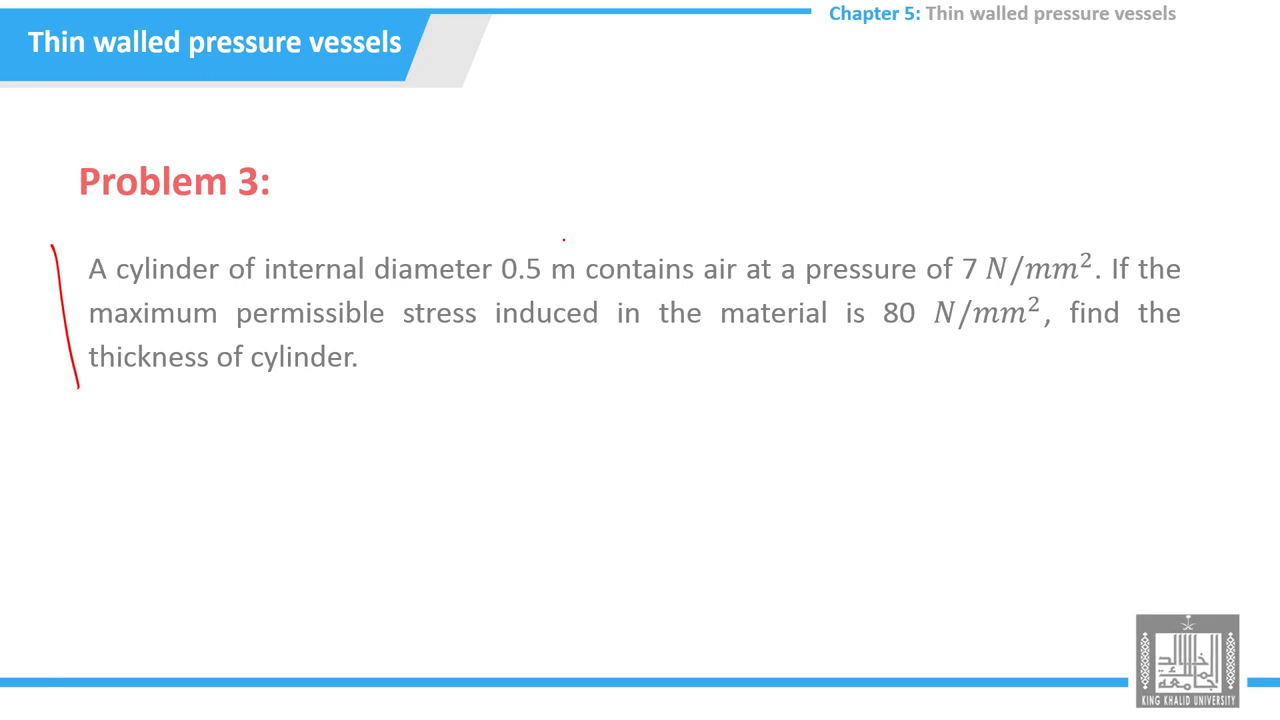 Chapter 5: Thin walled pressure vessels
Thin walled pressure vessels
Problem 3:
A cylinder of internal diameter 0.5 m contains air at a pressure of 7 N/mm². If the
maximum permissible stress induced in the material is 80 N/mm², find the
thickness of cylinder.
KING KHALID UNIVERSITY